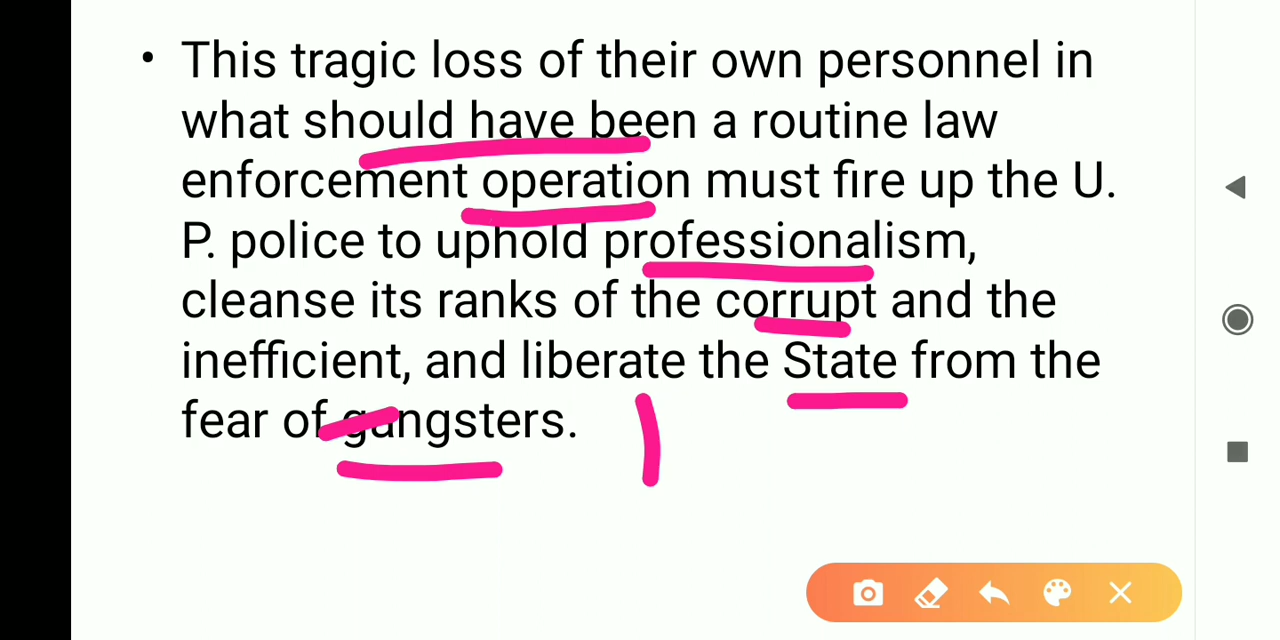 • This tragic loss of their own personnel in
what should have been a routine law
enforcement operation must fire up the U.
P. police to uphold professionalism,
cleanse its ranks of the corrupt and the
inefficient, and liberate the State from the
fear of gangsters.